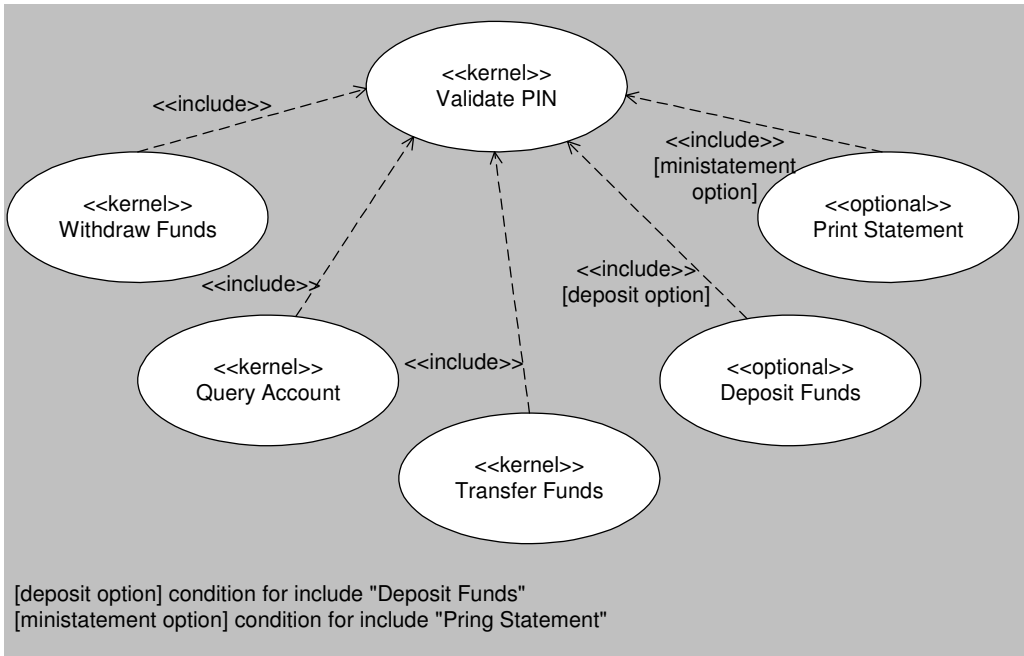 <<kernel>>
Validate PIN
<<include>>
<<include>>
[ministatement
option]
<<kernel>>
Withdraw Funds
<<optional>>
Print Statement
<<include>>
<<include>>
[deposit option]
<<kernel>>
Query Account
<<include>>
<<optional>>
Deposit Funds
<<kernel>>
Transfer Funds
[deposit option] condition for include "Deposit Funds"
[ministatement option] condition for include "Pring Statement"